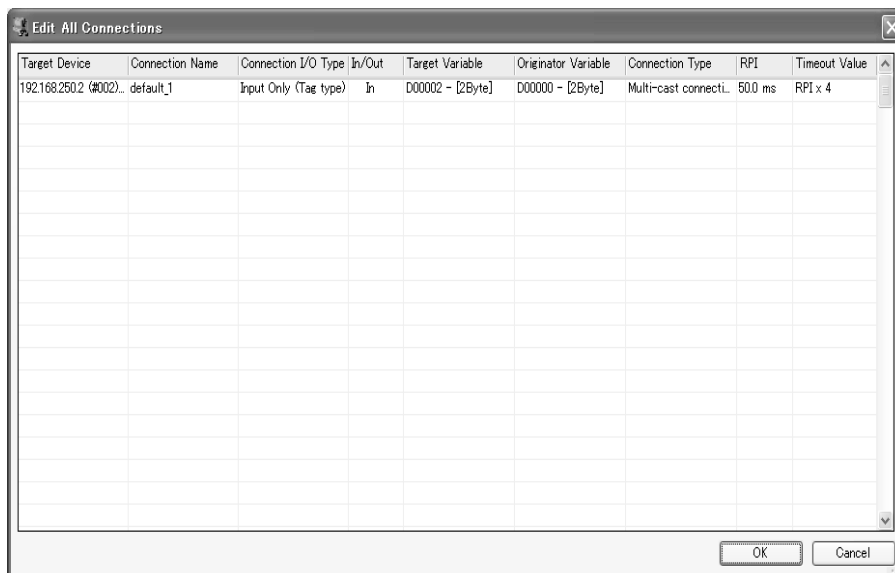 Edit All Connections
Target Device Connection Name Connection I/O Type In/Out Target Variable Originator Variable Connection Type RPI Timeout Value
192.168.250.2 (#002)... default_1 Input Only (Tag type) In D00002 - [2Byte] D00000 - [2Byte] Multi-cast connecti... 50.0 ms RPI x 4
OK Cancel